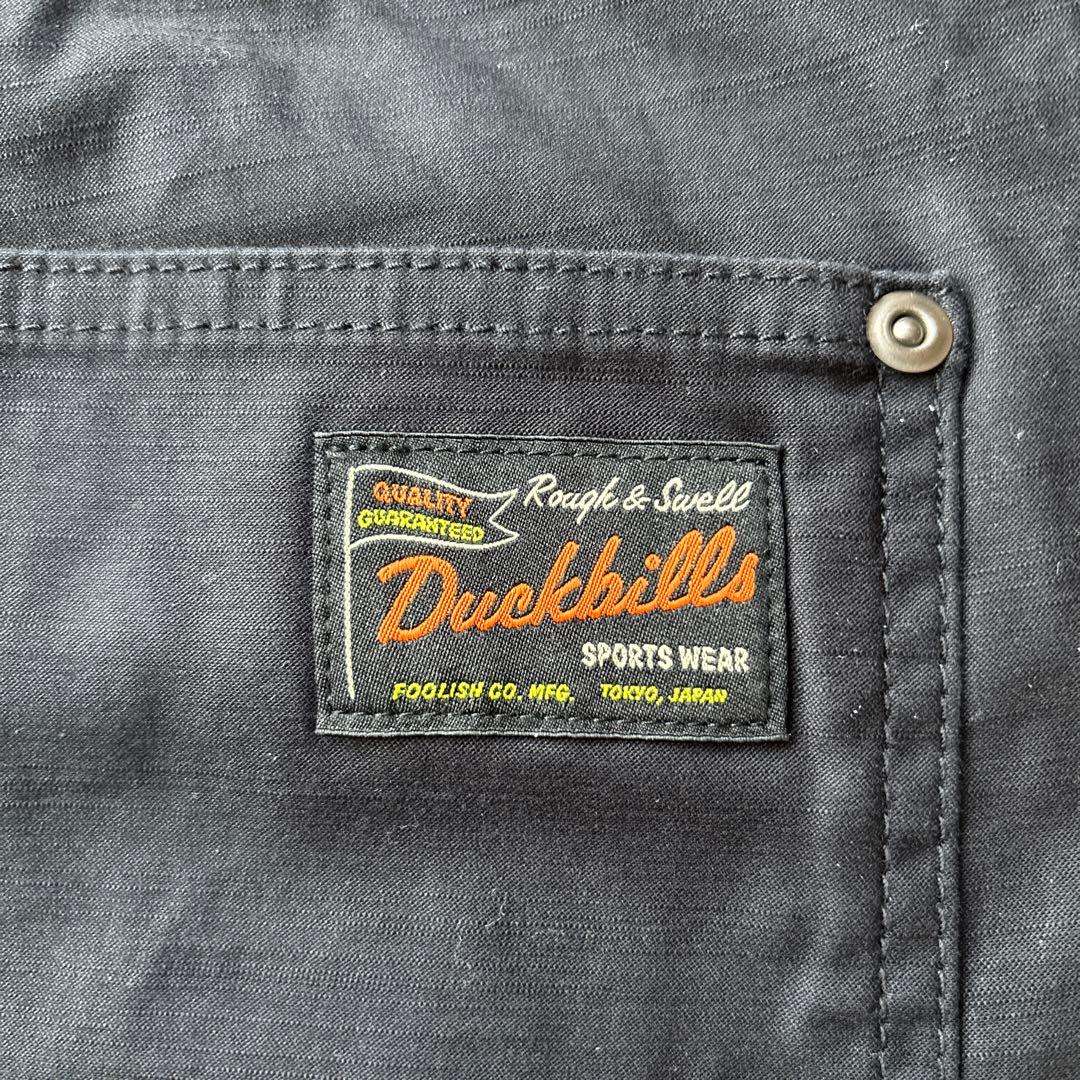 QUALITY
GUARANTEED
Rough & Swell
Duckbills
SPORTS WEAR
FOOLISH CO. MFG. TOKYO, JAPAN